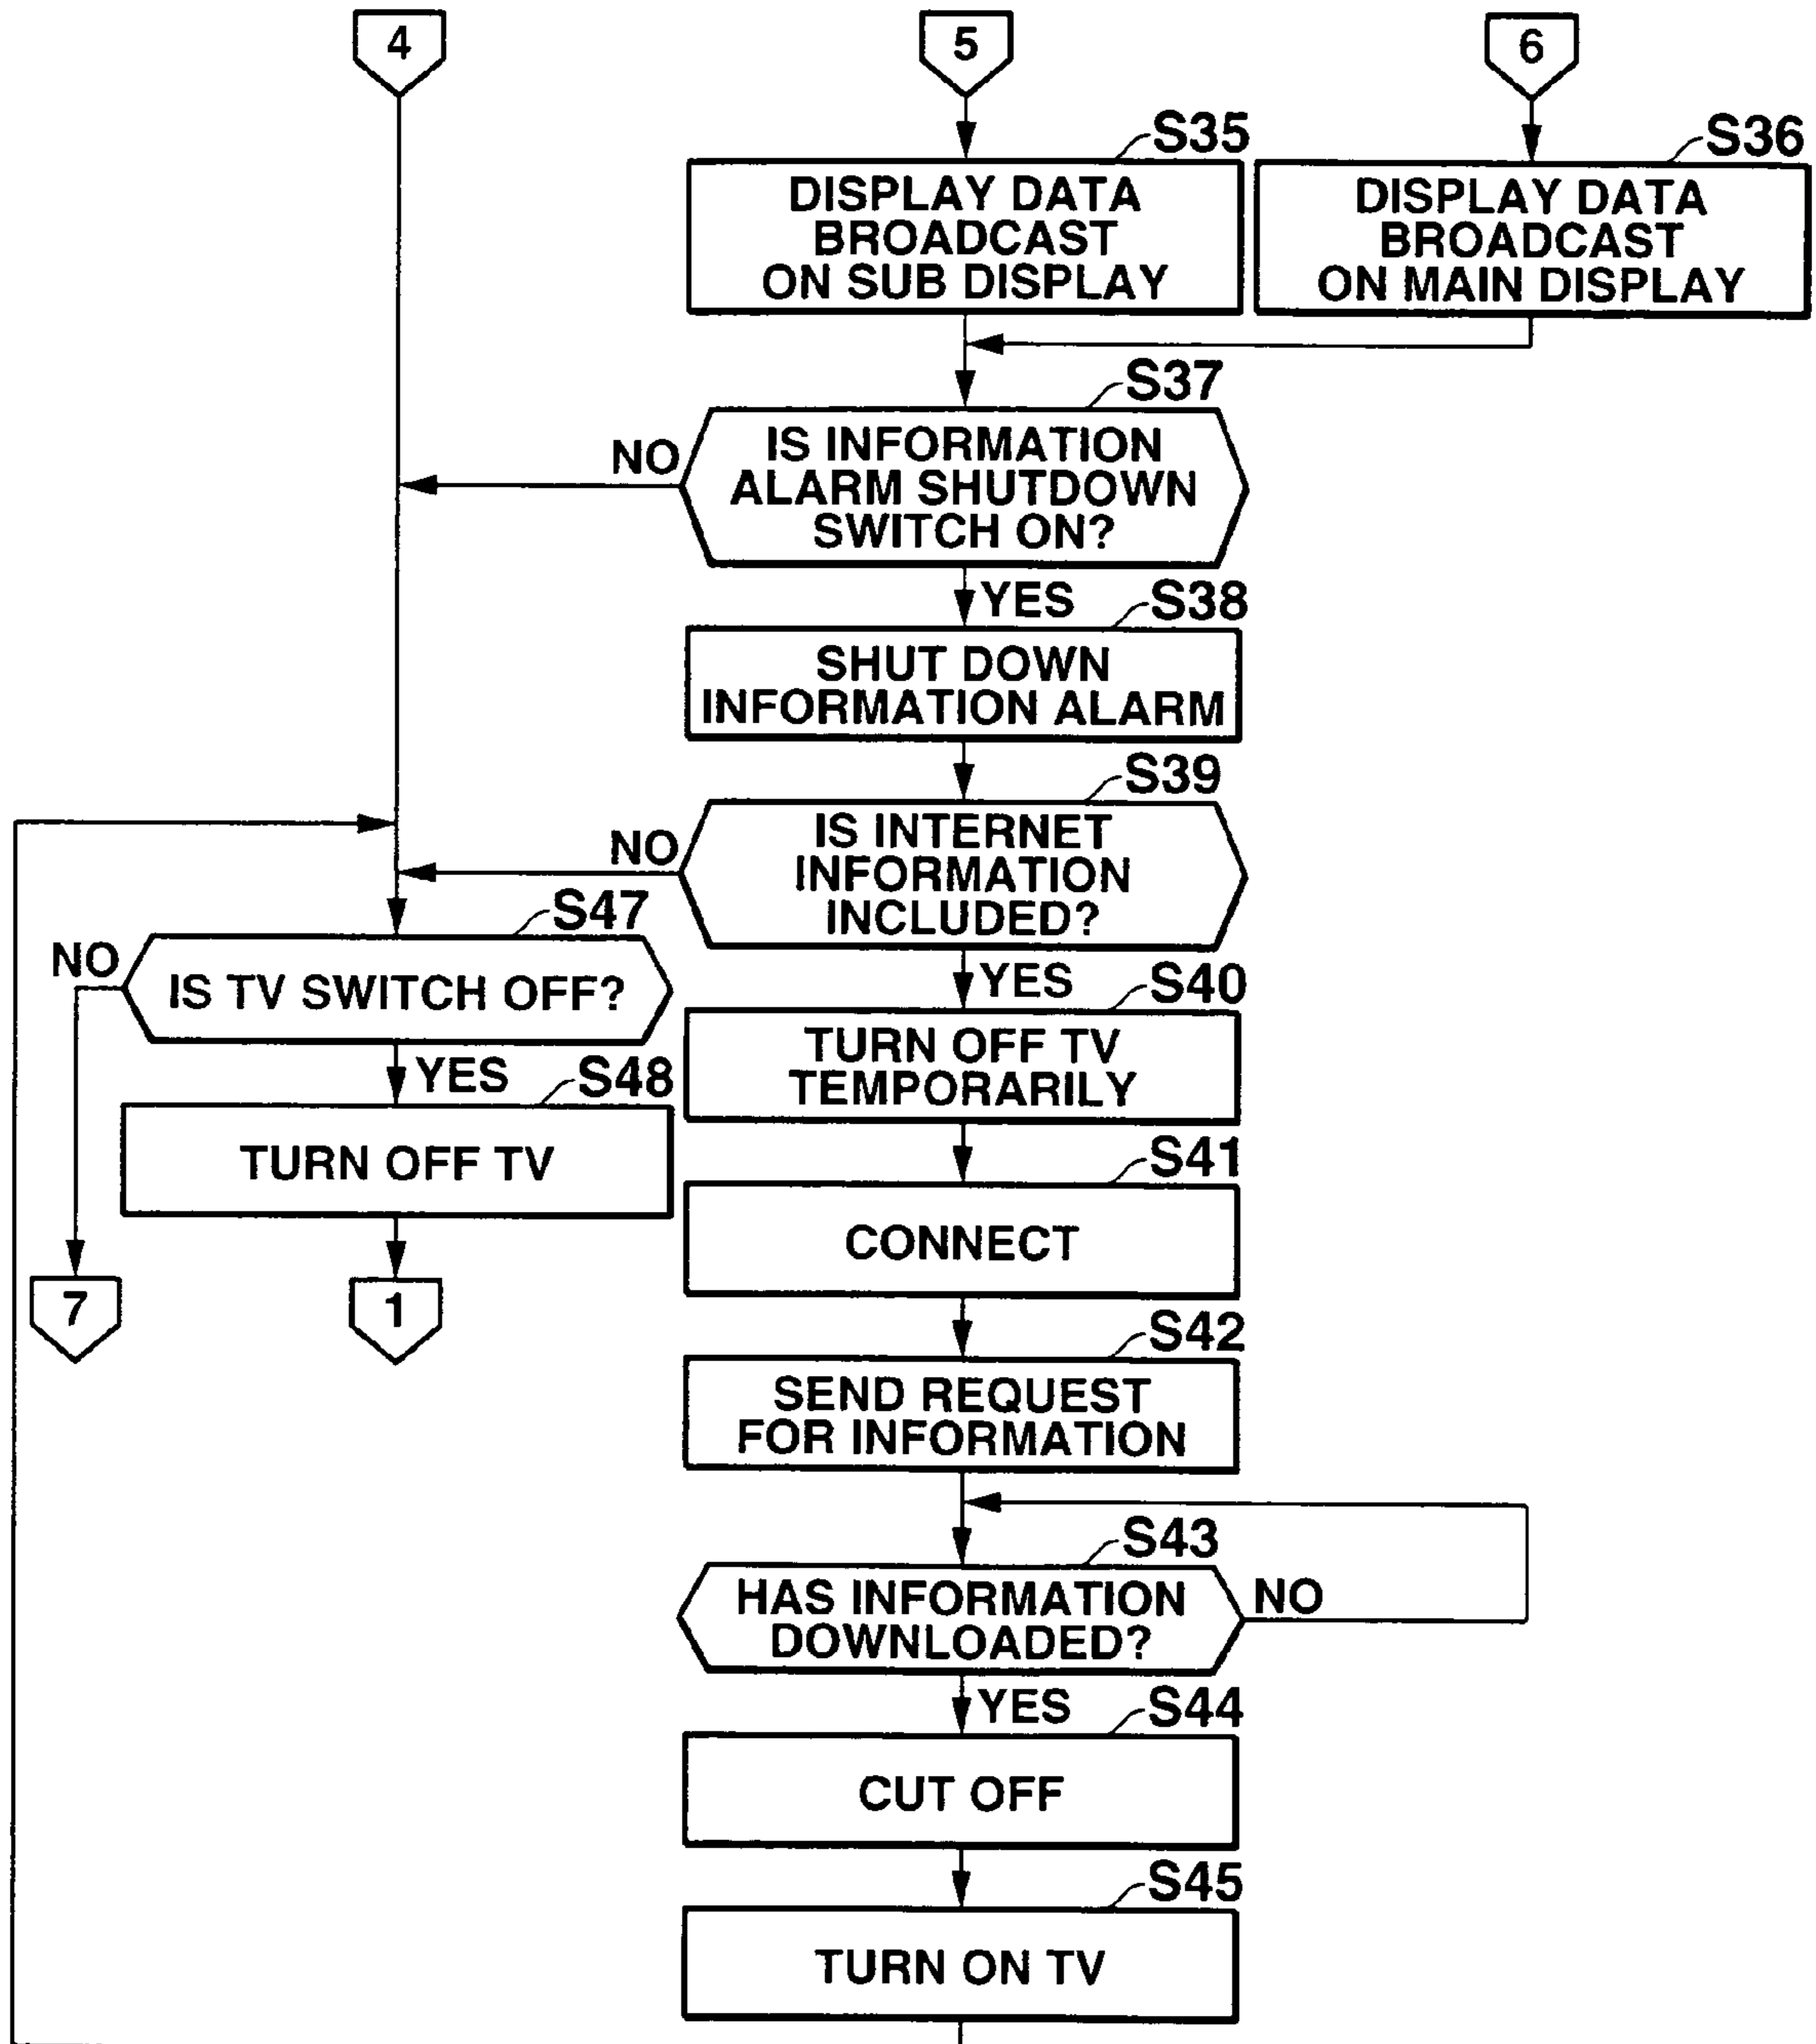 4
5
6
S35
DISPLAY DATA
BROADCAST
ON SUB DISPLAY
S36
DISPLAY DATA
BROADCAST
ON MAIN DISPLAY
S37
IS INFORMATION
ALARM SHUTDOWN
SWITCH ON?
NO
YES
S38
SHUT DOWN
INFORMATION ALARM
S39
IS INTERNET
INFORMATION
INCLUDED?
NO
YES
S47
IS TV SWITCH OFF?
NO
YES
S48
TURN OFF TV
7
1
S40
TURN OFF TV
TEMPORARILY
S41
CONNECT
S42
SEND REQUEST
FOR INFORMATION
S43
HAS INFORMATION
DOWNLOADED?
NO
YES
S44
CUT OFF
S45
TURN ON TV